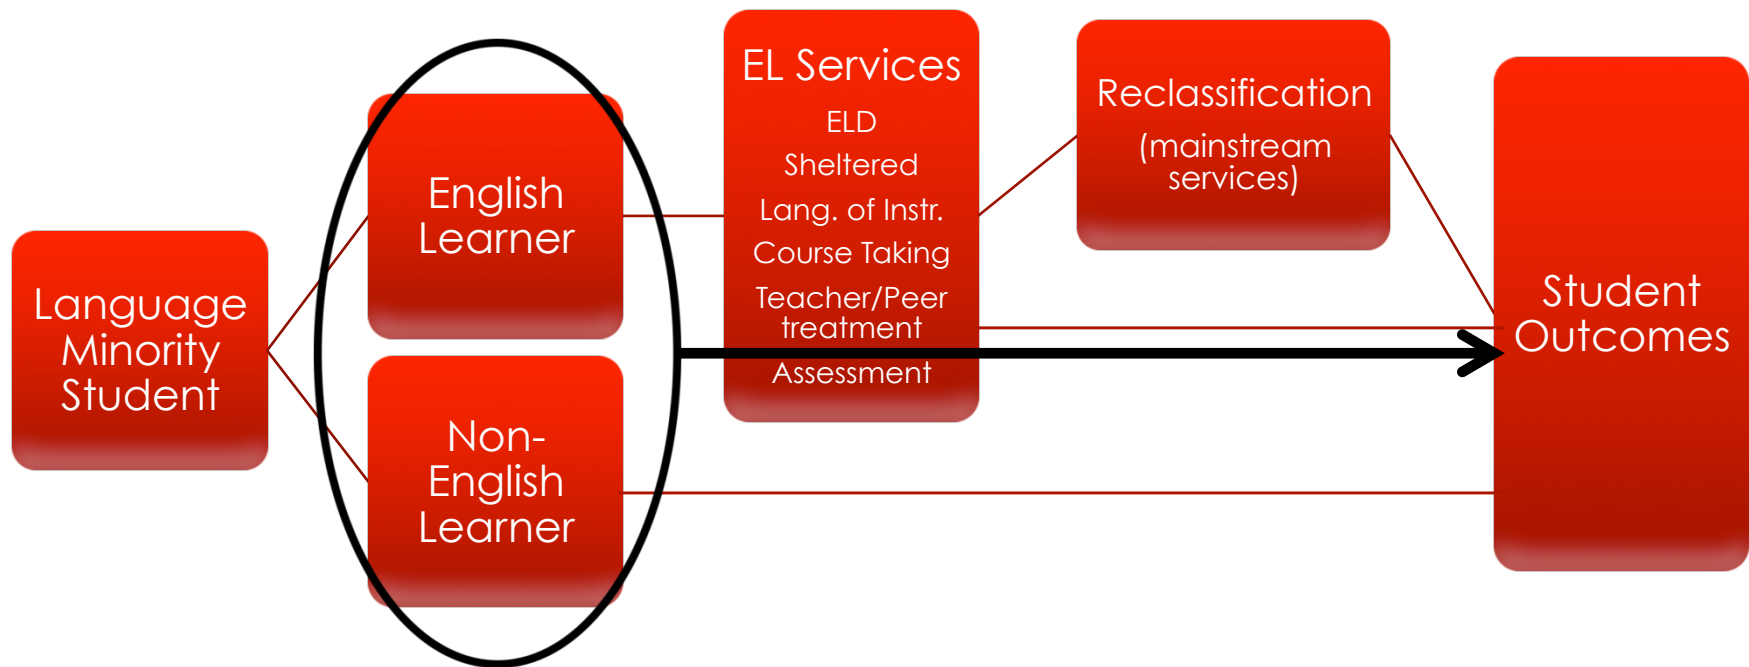 Language
Minority
Student
English
Learner
Non-
English
Learner
EL Services
ELD
Sheltered
Lang. of Instr.
Course Taking
Teacher/Peer
treatment
Assessment
Reclassification
(mainstream
services)
Student
Outcomes